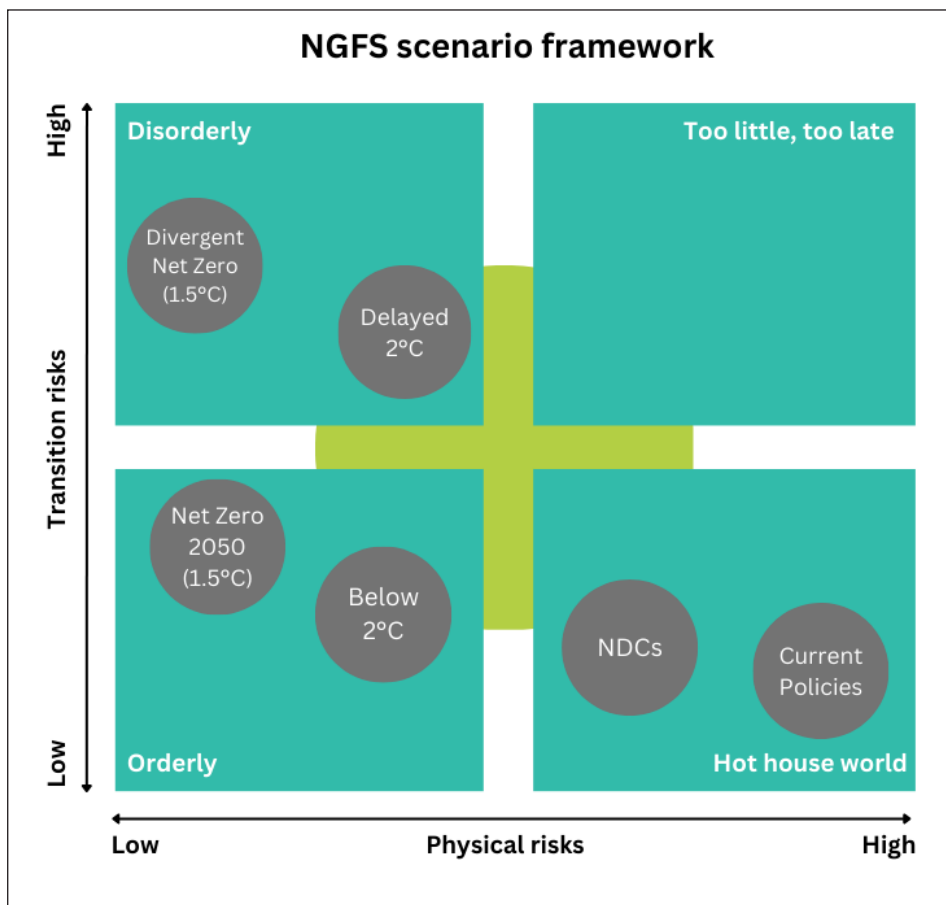 NGFS scenario framework
High
Transition risks
Low
Disorderly
Too little, too late
Divergent
Net Zero
(1.5°C)
Delayed
2°C
Net Zero
2050
(1.5°C)
Below
2°C
NDCs
Current
Policies
Orderly
Hot house world
Low
Physical risks
High